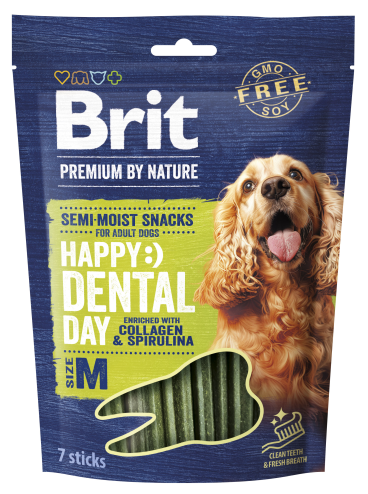 GMO
FREE
SOY
Brit
PREMIUM BY NATURE
SEMI-MOIST SNACKS
FOR ADULT DOGS
HAPPY:)
DENTAL
DAY
ENRICHED WITH
COLLAGEN
& SPIRULINA
SIZE M
7 sticks
CLEAN TEETH
& FRESH BREATH